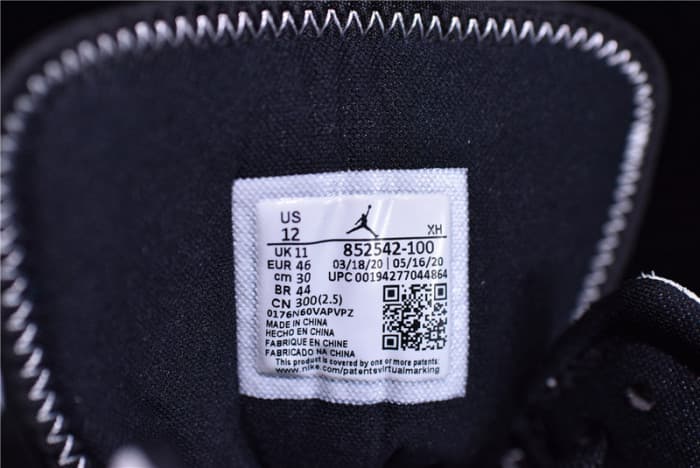 US
12
XH
UK 11
852542-100
EUR 46
03/18/20 | 05/16/20
cm 30
UPC 00194277044864
BR 44
CN 300(2.5)
0176N60VAPVPZ
MADE IN CHINA
HECHO EN CHINA
FABRIQUE EN CHINE
FABRICADO NA CHINA
This product is covered by one or more patents:
www.nike.com/patentsvirtualmarking